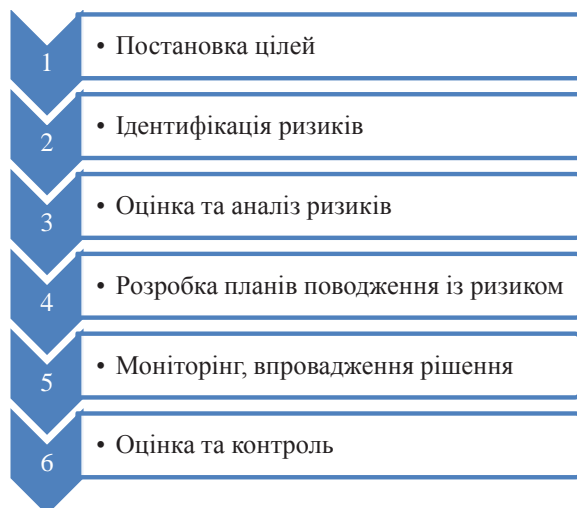 1
• Постановка цілей
2
• Ідентифікація ризиків
3
• Оцінка та аналіз ризиків
4
• Розробка планів поводження із ризиком
5
• Моніторінг, впровадження рішення
6
• Оцінка та контроль